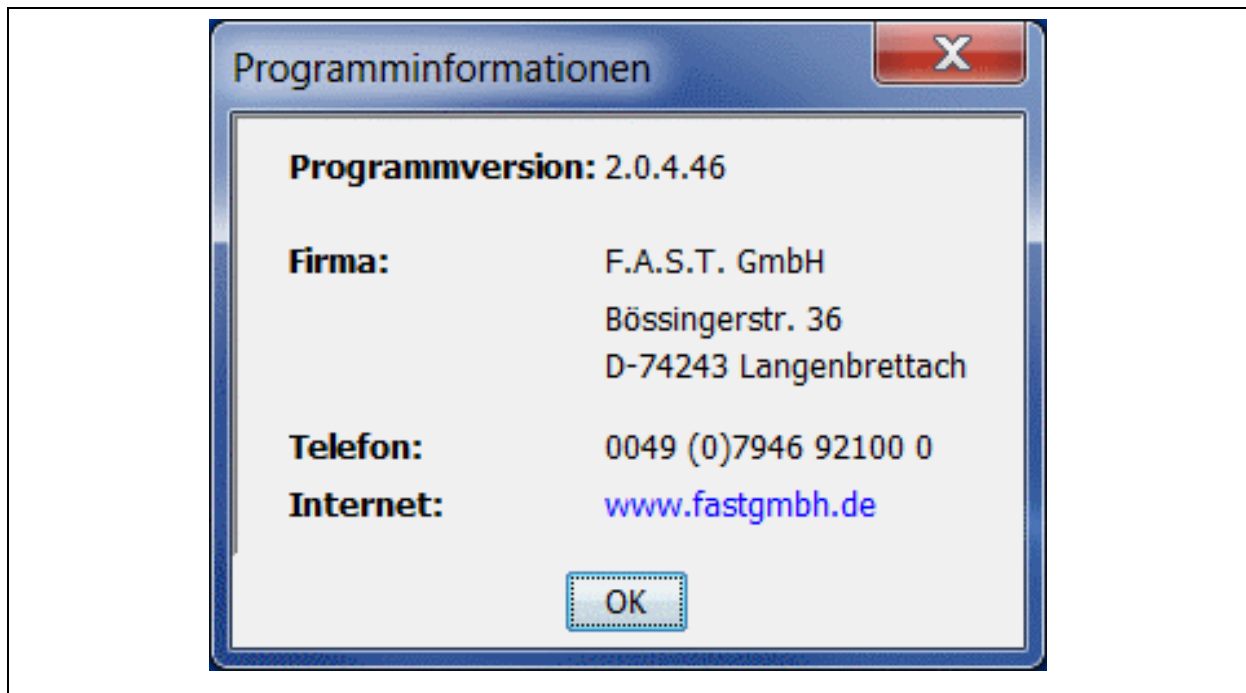 Programminformationen
Programmversion: 2.0.4.46
Firma: F.A.S.T. GmbH
Bössingerstr. 36
D-74243 Langenbrettach
Telefon: 0049 (0)7946 92100 0
Internet: www.fastgmbh.de
OK